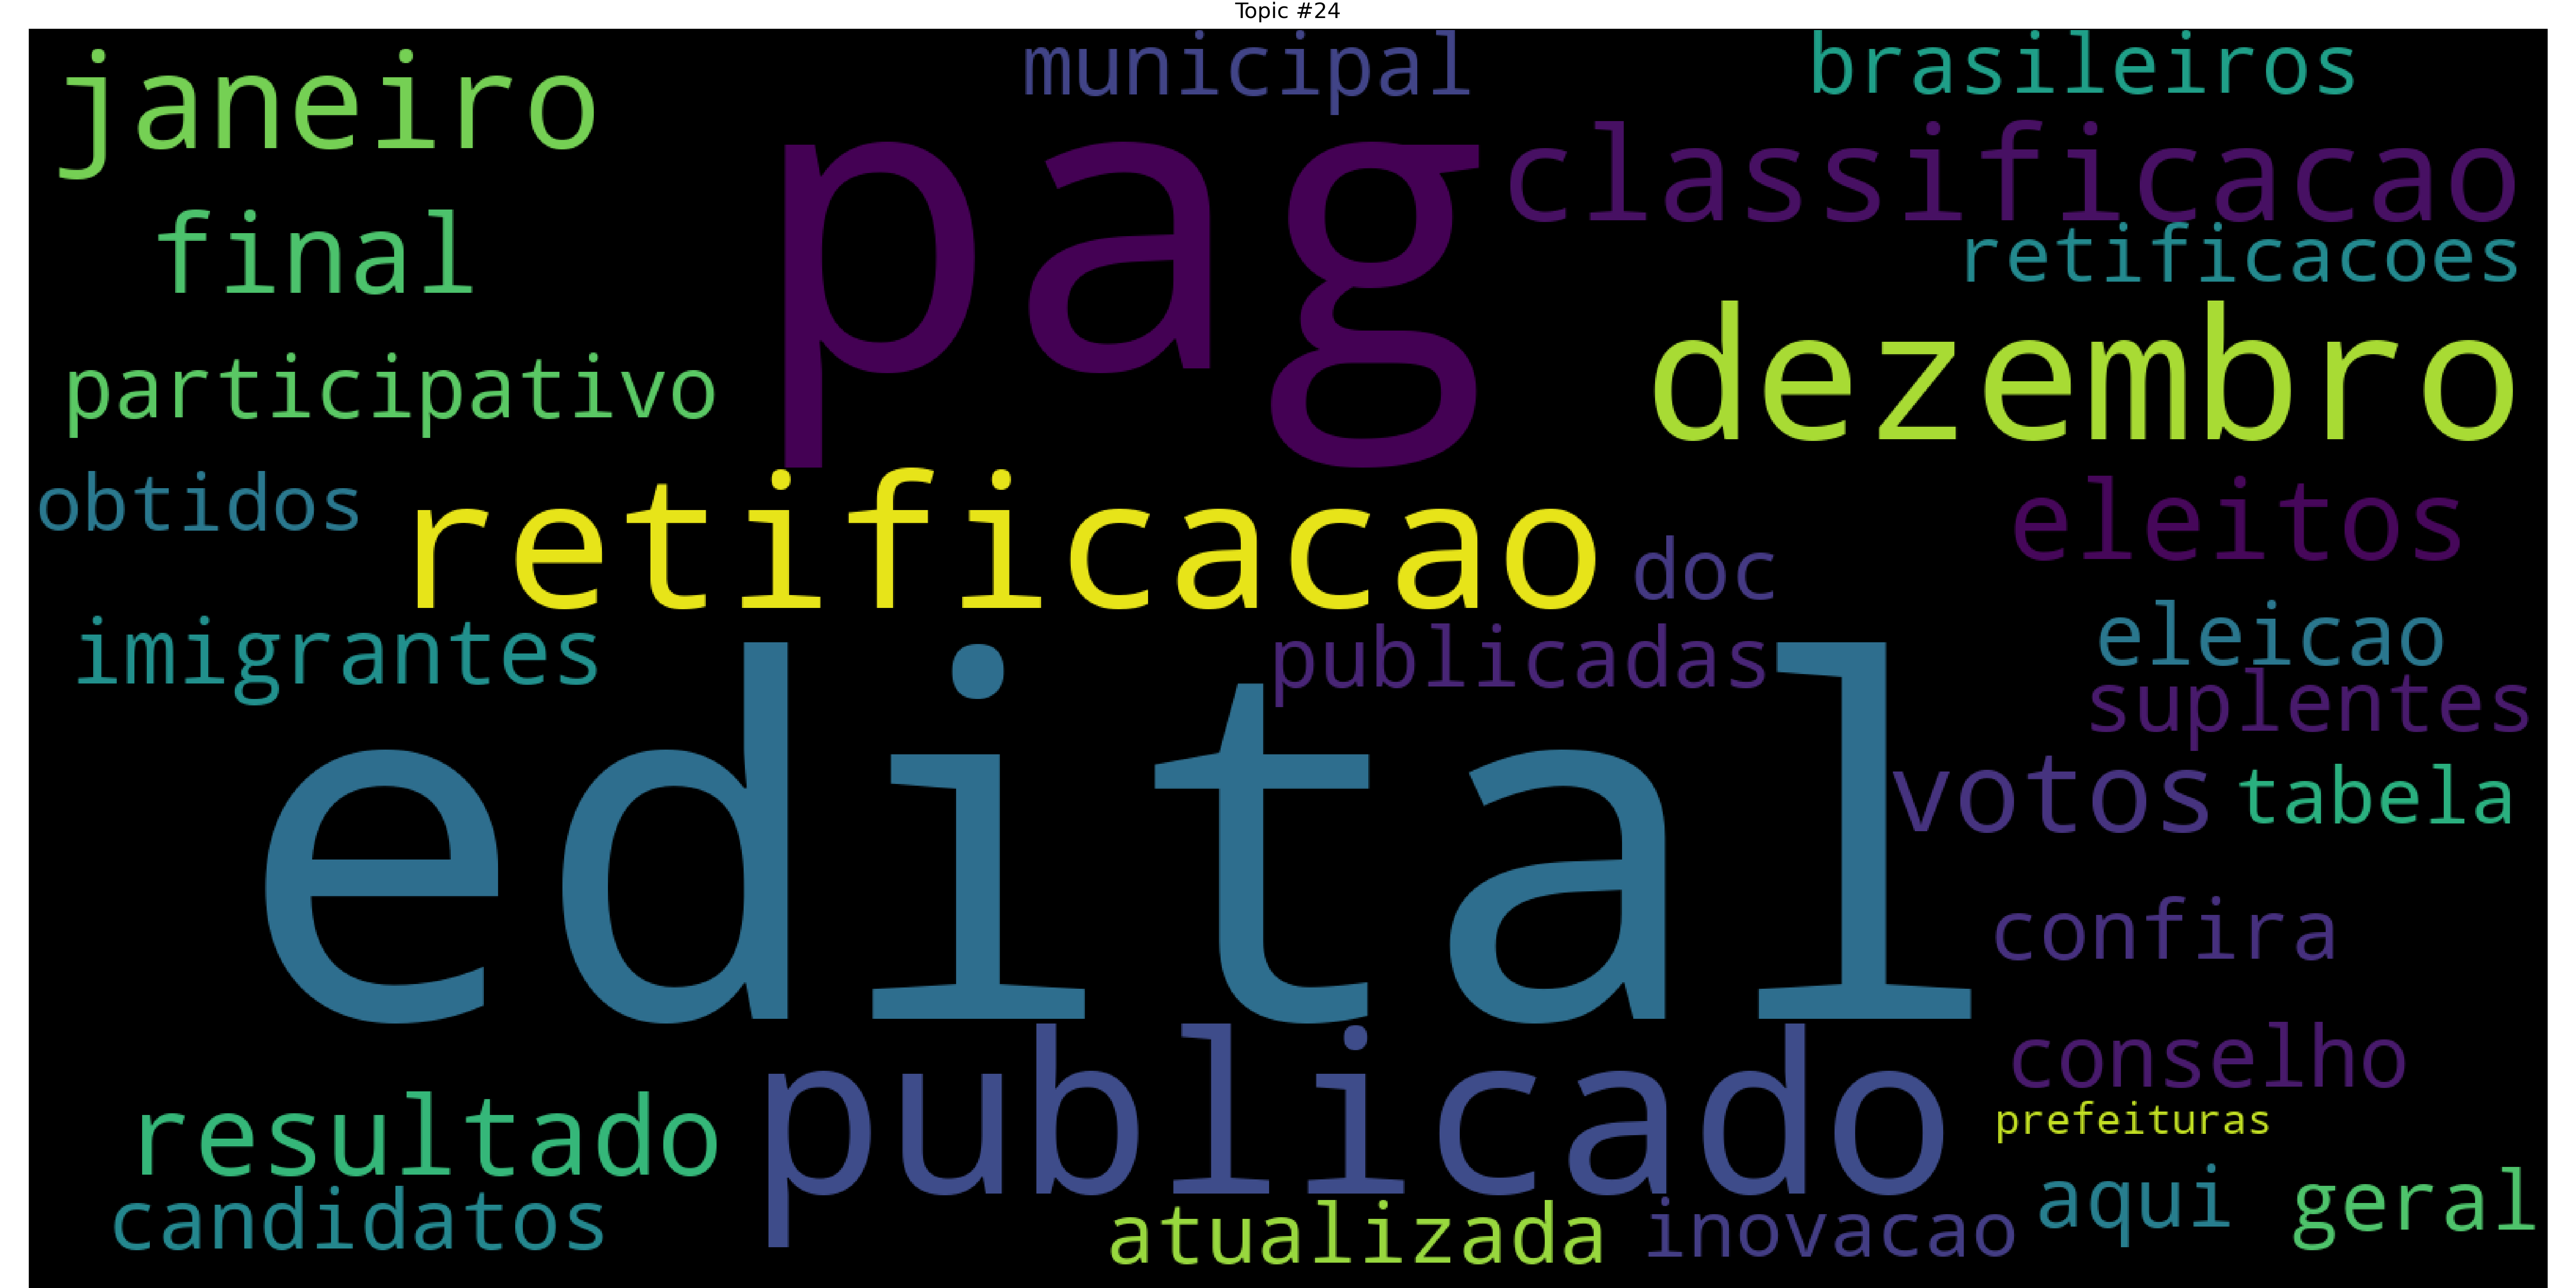 Topic #24
municipal
brasileiros
janeiro
pag
classificacao
final
retificacoes
participativo
dezembro
obtidos
retificacao
doc
eleitos
imigrantes
publicadas
eleicao
suplentes
edital
votos
tabela
confira
publicado
conselho
resultado
prefeituras
candidatos
atualizada
inovacao
aqui
geral